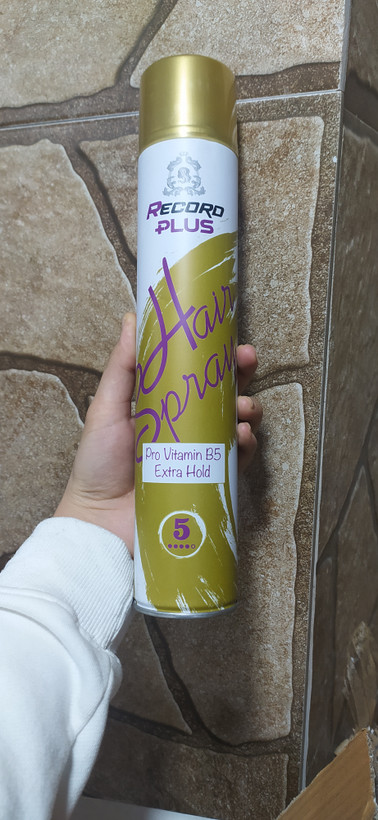 RECORD
PLUS
Hair
Spray
Pro Vitamin B5
Extra Hold
5